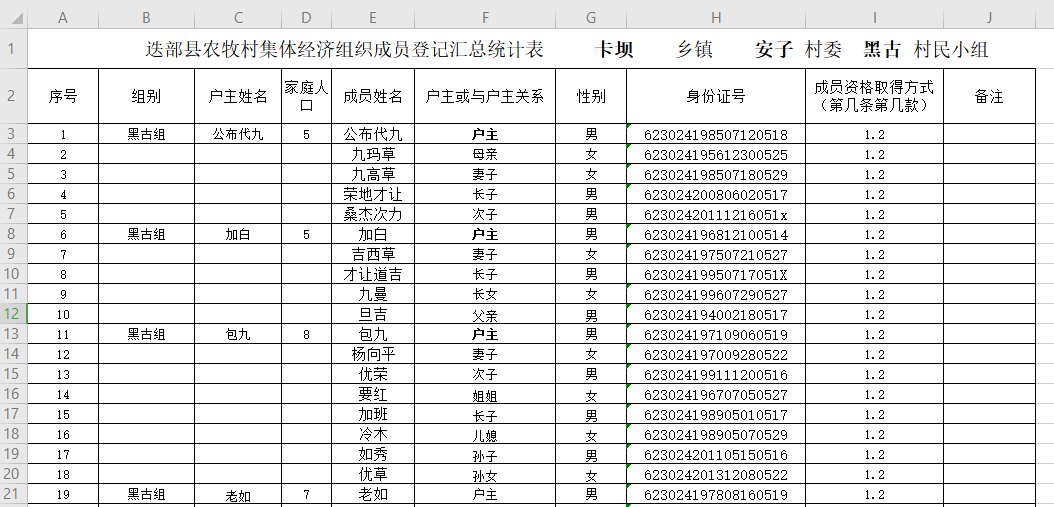 A B C D E F G H I J
1 迭部县农牧村集体经济组织成员登记汇总统计表 卡坝 乡镇 安子 村委 黑古 村民小组
2 序号 组别 户主姓名 家庭人口 成员姓名 户主或与户主关系 性别 身份证号 成员资格取得方式（第几条第几款） 备注
3 1 黑古组 公布代九 5 公布代九 户主 男 623024198507120518 1.2
4 2 九玛草 母亲 女 623024195612300525 1.2
5 3 九高草 妻子 女 623024198507180529 1.2
6 4 荣地才让 长子 男 623024200806020517 1.2
7 5 桑杰次力 次子 男 62302420111216051x 1.2
8 6 黑古组 加白 5 加白 户主 男 623024196812100514 1.2
9 7 吉西草 妻子 女 623024197507210527 1.2
10 8 才让道吉 长子 男 62302419950717051X 1.2
11 9 九曼 长女 女 623024199607290527 1.2
12 10 旦吉 父亲 男 623024194002180517 1.2
13 11 黑古组 包九 8 包九 户主 男 623024197109060519 1.2
14 12 杨向平 妻子 女 623024197009280522 1.2
15 13 优荣 次子 男 623024199111200516 1.2
16 14 要红 姐姐 女 623024196707050527 1.2
17 15 加班 长子 男 623024198905010517 1.2
18 16 冷木 儿媳 女 623024198905070529 1.2
19 17 如秀 孙子 男 623024201105150516 1.2
20 18 优草 孙女 女 623024201312080522 1.2
21 19 黑古组 老如 7 老如 户主 男 623024197808160519 1.2